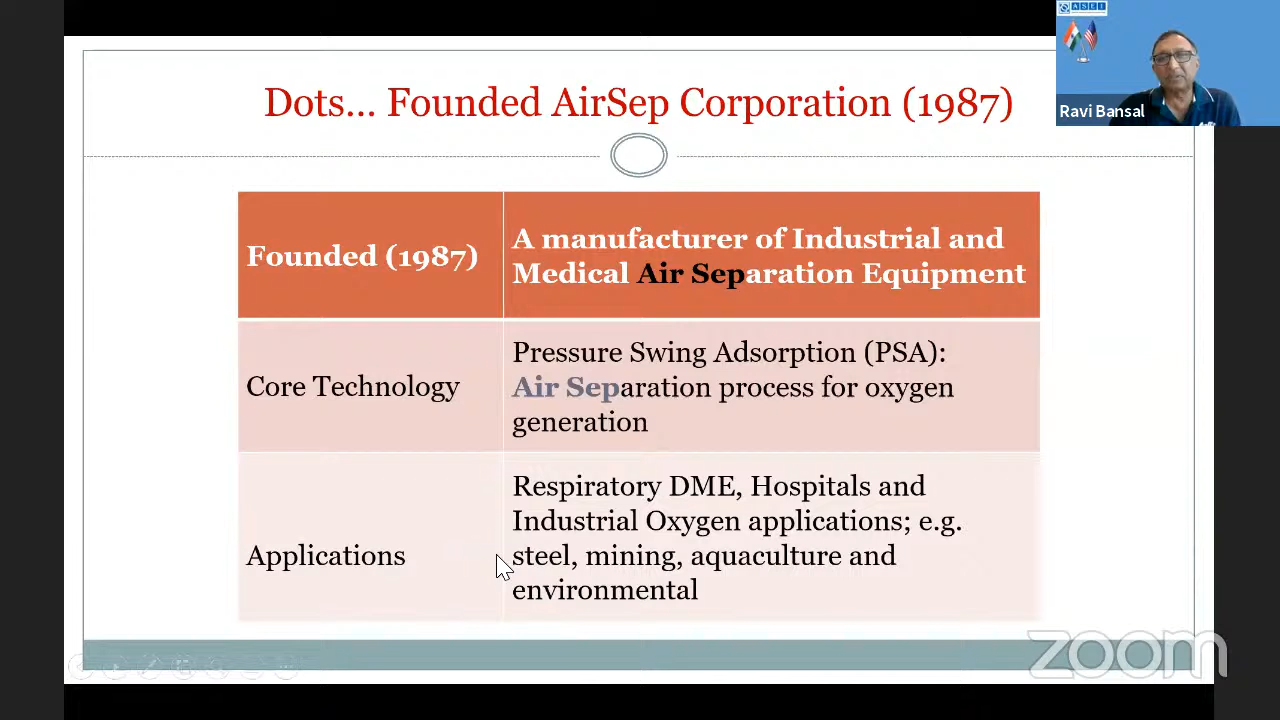 ASEI
Ravi Bansal
Dots... Founded AirSep Corporation (1987)
Founded (1987)
A manufacturer of Industrial and
Medical Air Separation Equipment
Core Technology
Pressure Swing Adsorption (PSA):
Air Separation process for oxygen
generation
Applications
Respiratory DME, Hospitals and
Industrial Oxygen applications; e.g.
steel, mining, aquaculture and
environmental
zoom